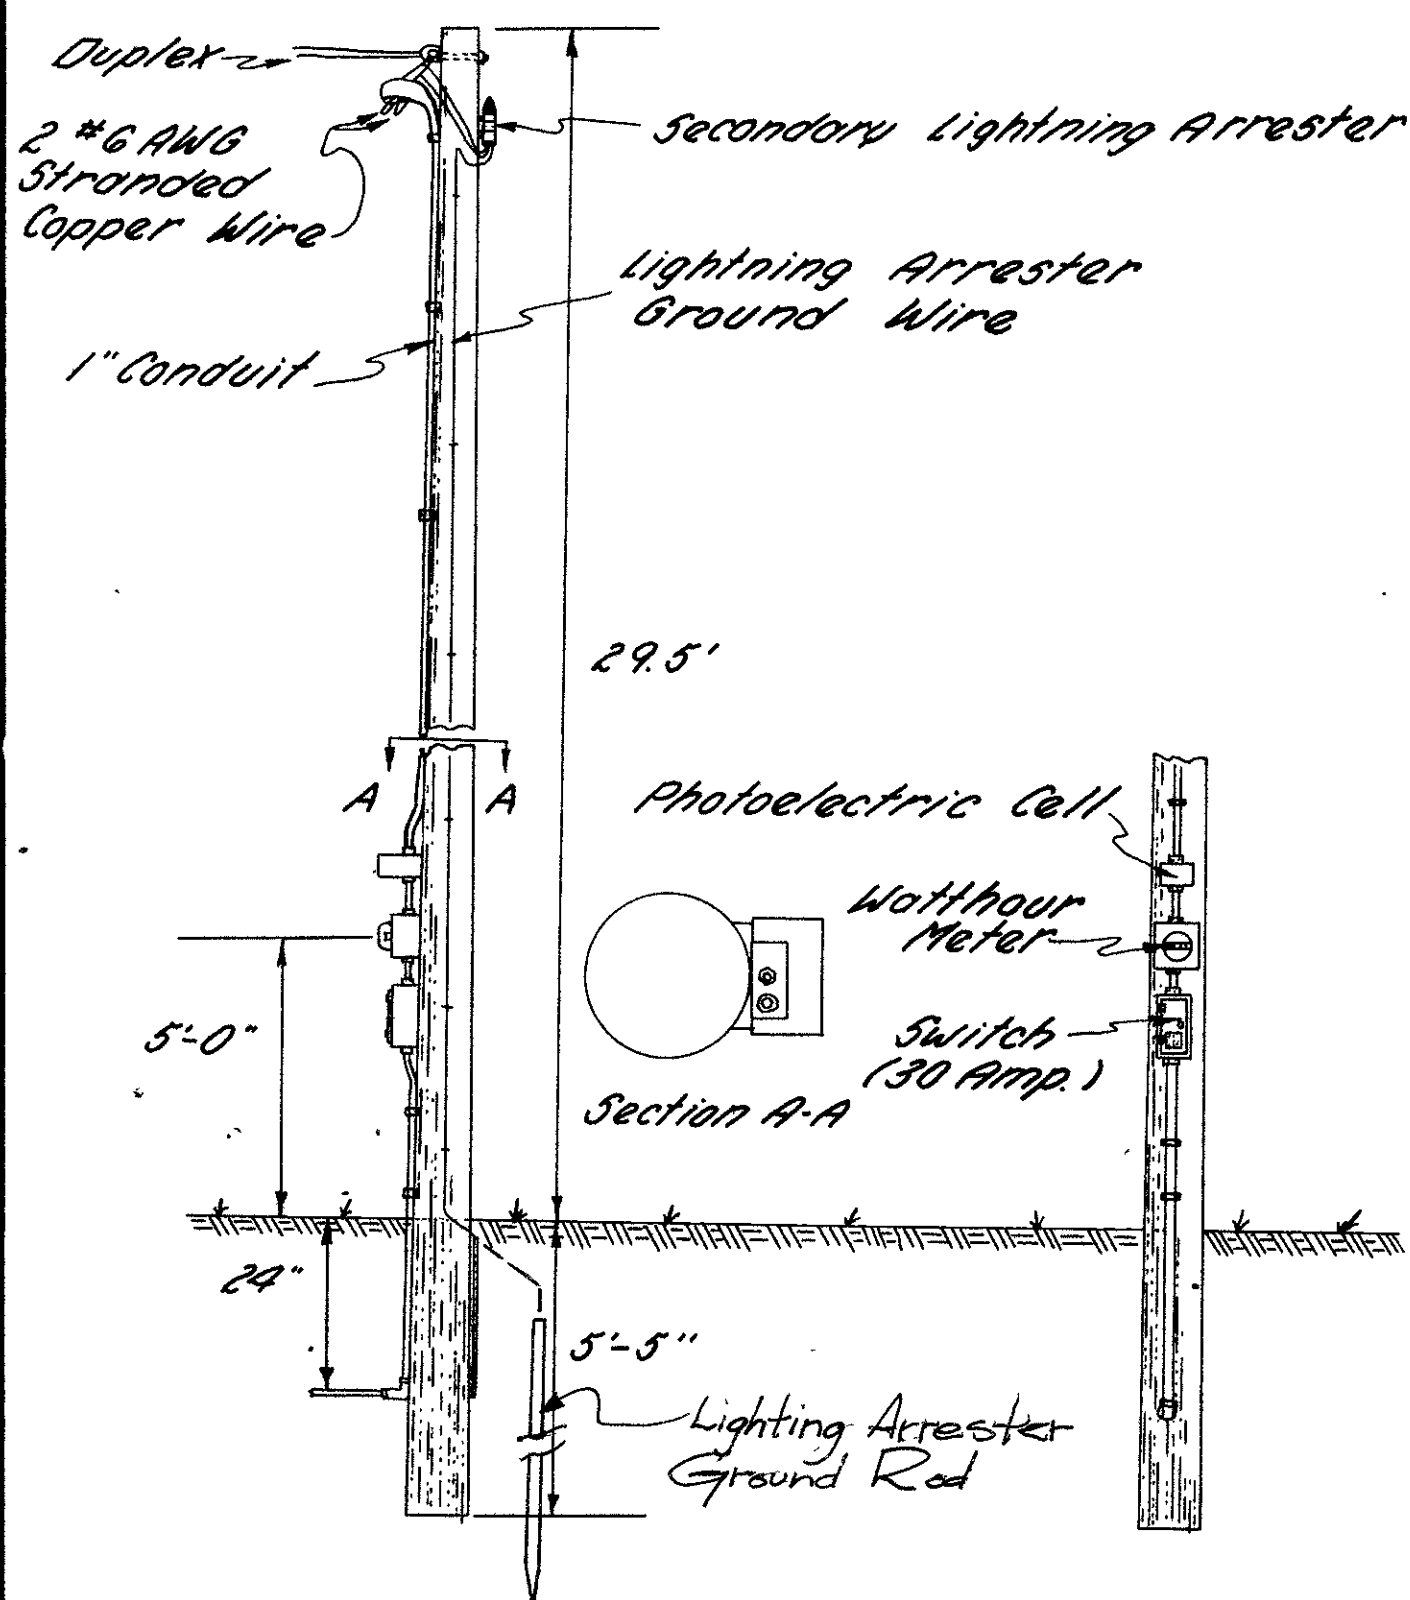 Duplex
2 #6 AWG
Stranded
Copper Wire
Secondary Lightning Arrester
Lightning Arrester
Ground Wire
1" Conduit
29.5'
A A
Photoelectric Cell
Watthour
Meter
5'-0"
Switch
(30 Amp.)
Section A-A
24"
5'-5"
Lighting Arrester
Ground Rod